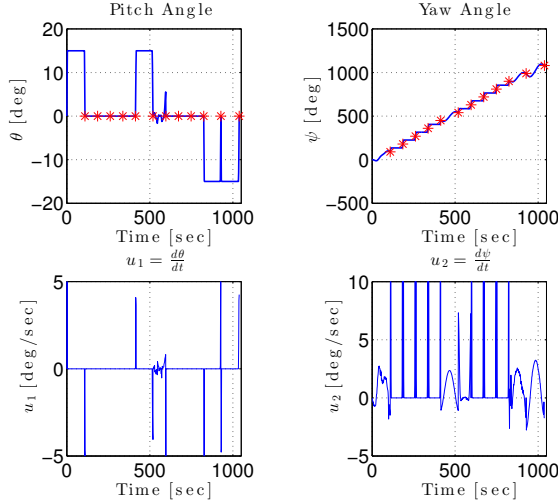 Pitch Angle Yaw Angle
20 1500
10 1000
0 500
−10 0
−20 −500
θ [deg] ψ [deg]
0 500 1000 0 500 1000
Time [sec] Time [sec]
u₁ = dθ/dt u₂ = dψ/dt
5 10
0 5
−5 0
−5
u₁ [deg/sec] u₂ [deg/sec]
0 500 1000 0 500 1000
Time [sec] Time [sec]